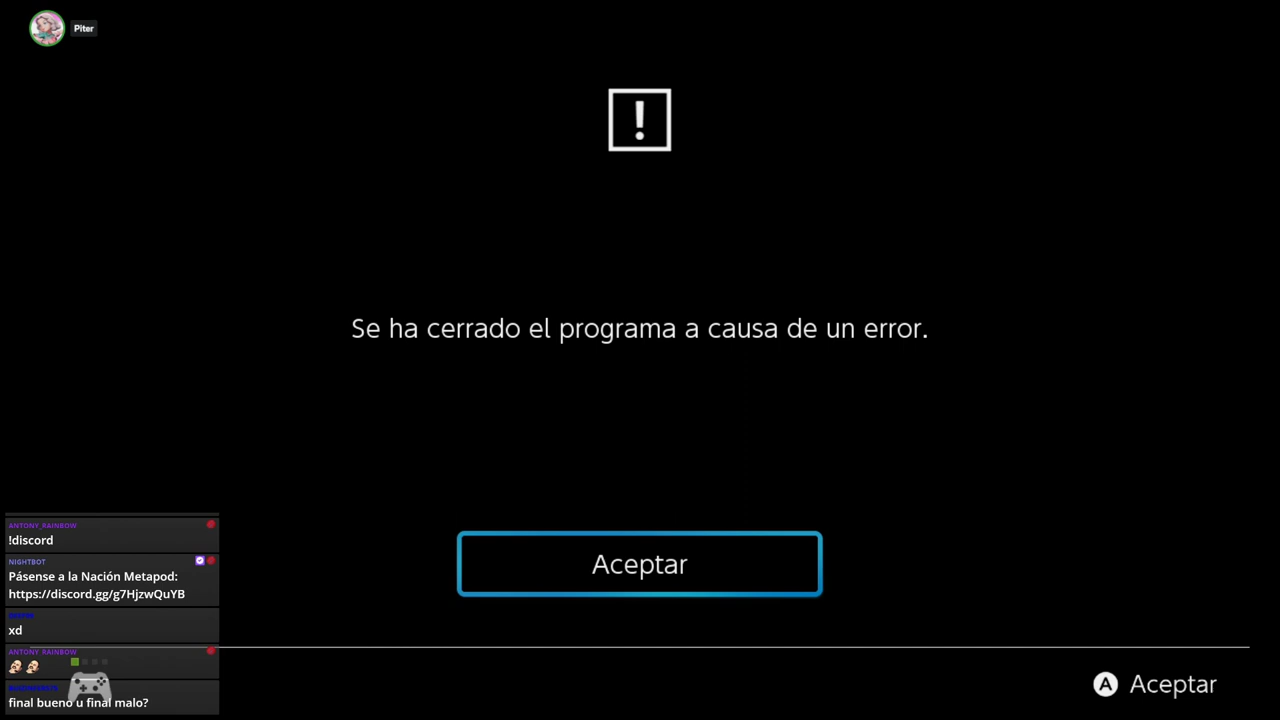 Piter
!
Se ha cerrado el programa a causa de un error.
Aceptar
ANTONY_RAINBOW
!discord
NIGHTBOT
Pásense a la Nación Metapod:
https://discord.gg/g7HjzwQuYB
xd
ANTONY_RAINBOW
final bueno u final malo?
A Aceptar